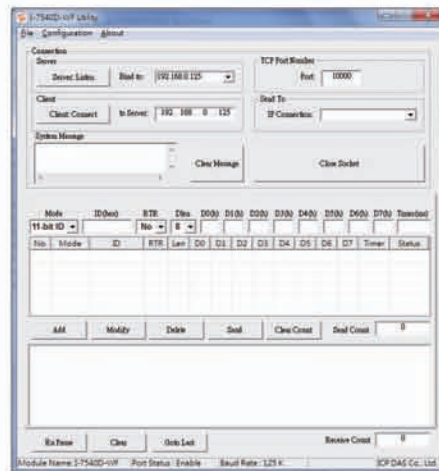 I-7540D-WF Utility
File Configuration About
Connection
Server
Server: Listen Bind to: 192.168.0.125
TCP Port Number
Port: 10000
Client
Client: Connect to Server: 192 . 168 . 0 . 125
Send To
IP Connection:
System Message
Clear Message
Close Socket
Mode ID(hex) RTR Dlen D0(h) D1(h) D2(h) D3(h) D4(h) D5(h) D6(h) D7(h) Timer(ms)
11-bit ID No 8
No. Mode ID RTR Len D0 D1 D2 D3 D4 D5 D6 D7 Timer Status
Add Modify Delete Send Clear Count Send Count 0
Rx Pause Clear Goto Last Receive Count 0
Module Name: I-7540D-WF Port Status : Enable Baud Rate : 125 K ICP DAS Co., Ltd.